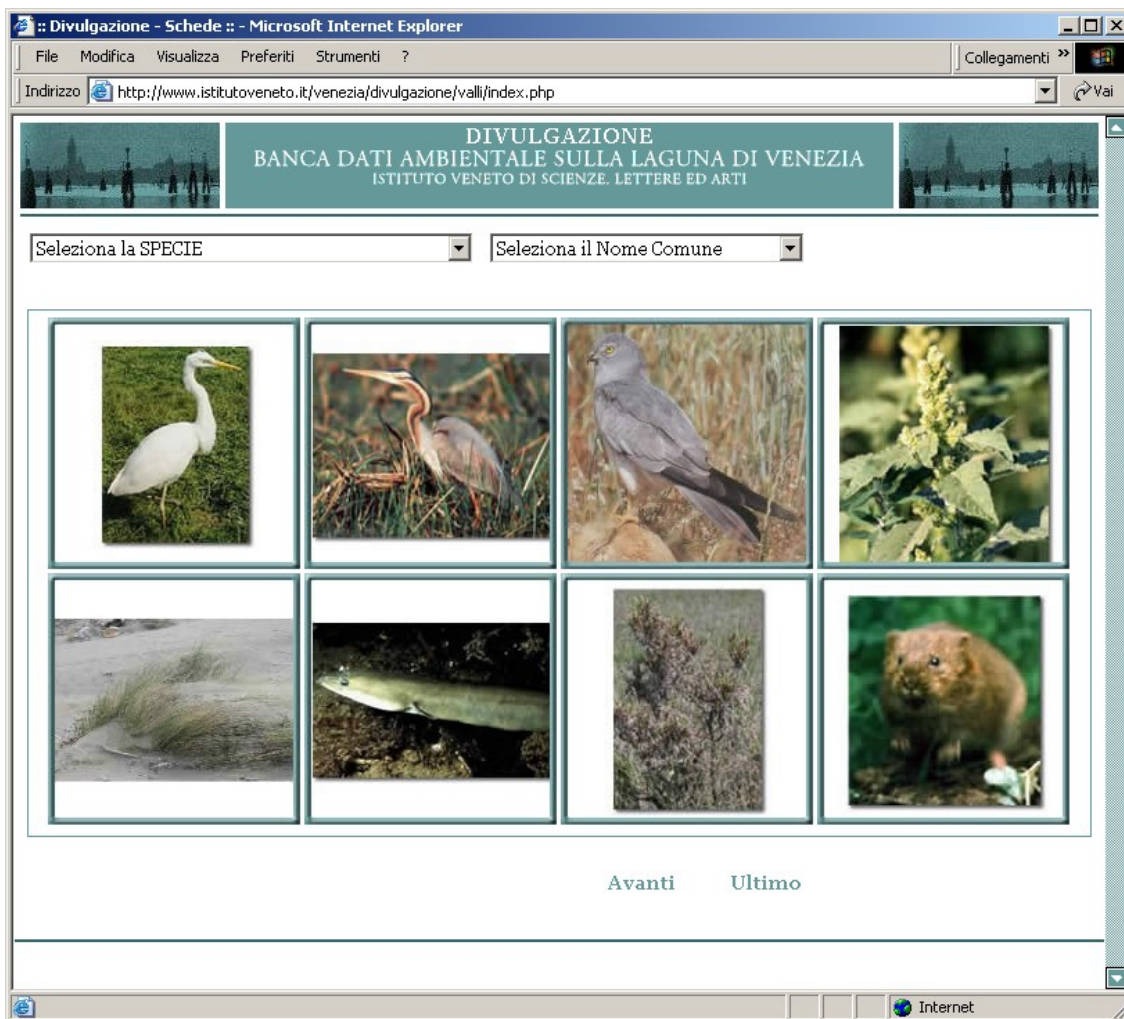 :: Divulgazione - Schede :: - Microsoft Internet Explorer
File Modifica Visualizza Preferiti Strumenti ? Collegamenti »
Indirizzo http://www.istitutoveneto.it/venezia/divulgazione/valli/index.php Vai
DIVULGAZIONE
BANCA DATI AMBIENTALE SULLA LAGUNA DI VENEZIA
ISTITUTO VENETO DI SCIENZE. LETTERE ED ARTI
Seleziona la SPECIE Seleziona il Nome Comune
Avanti Ultimo
Internet